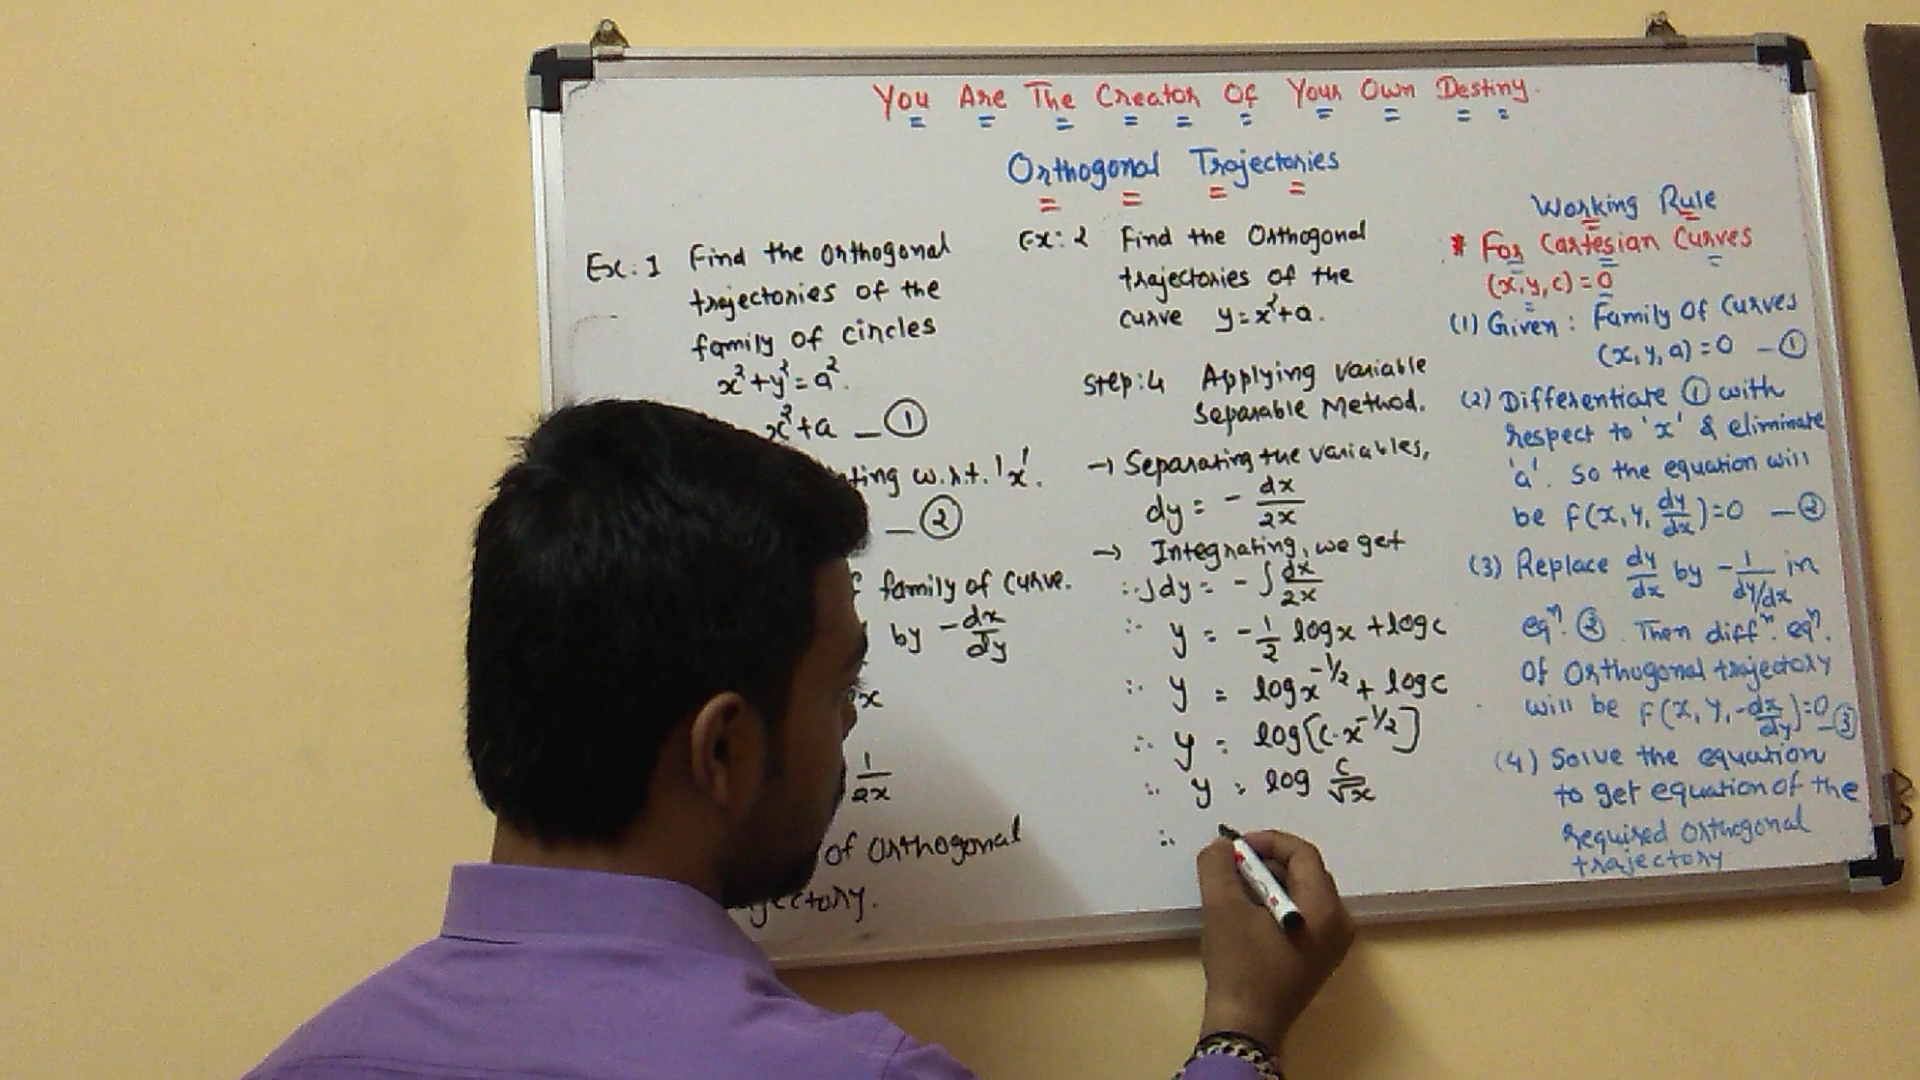 You Are The Creator Of Your Own Destiny.
Orthogonal Trajectories
Ex: 1 Find the orthogonal
trajectories of the
family of circles
x²+y²=a².
x²+a — ①
ting w.r.t. 'x'.
— ②
family of curve.
by -dx/dy
x
1/2x
of orthogonal
jectory.
Ex: 2 Find the Orthogonal
trajectories of the
curve y=x²+a.
Step:4 Applying variable
Separable Method.
→ Separating the variables,
dy = - dx/2x
→ Integrating, we get
∴ ∫dy = - ∫ dx/2x
∴ y = -1/2 logx + logc
∴ y = logx^-1/2 + logc
∴ y = log[c.x^-1/2]
∴ y = log c/√x
∴
Working Rule
* For Cartesian Curves
(x,y,c)=0
(1) Given: Family Of Curves
(x,y,a)=0 — ①
(2) Differentiate ① with
respect to 'x' & eliminate
'a'. So the equation will
be F(x,y,dy/dx)=0 — ②
(3) Replace dy/dx by -1/dy/dx in
eqⁿ. ②. Then diffⁿ. eqⁿ.
Of Orthogonal trajectory
will be F(x,y,-dx/dy)=0 — ③
(4) Solve the equation
to get equation of the
required orthogonal
trajectory